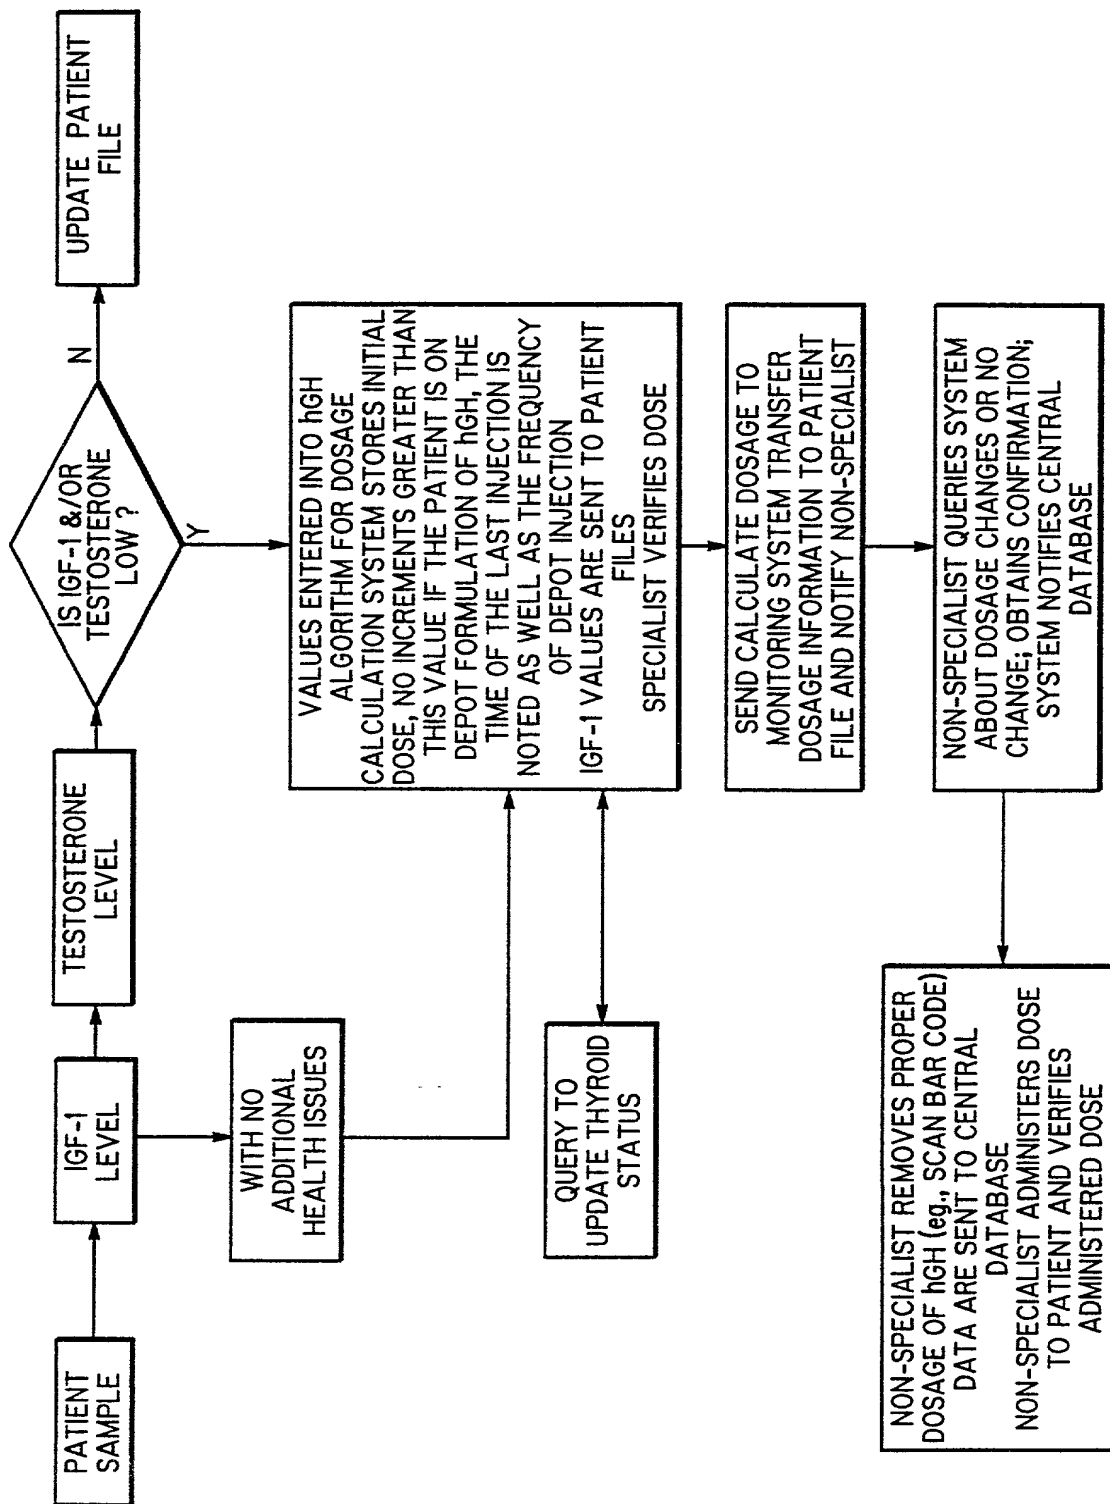 PATIENT
SAMPLE
IGF-1
LEVEL
TESTOSTERONE
LEVEL
IS IGF-1 &/OR
TESTOSTERONE
LOW ?
N
UPDATE PATIENT
FILE
Y
WITH NO
ADDITIONAL
HEALTH ISSUES
VALUES ENTERED INTO hGH
ALGORITHM FOR DOSAGE
CALCULATION SYSTEM STORES INITIAL
DOSE, NO INCREMENTS GREATER THAN
THIS VALUE IF THE PATIENT IS ON
DEPOT FORMULATION OF hGH, THE
TIME OF THE LAST INJECTION IS
NOTED AS WELL AS THE FREQUENCY
OF DEPOT INJECTION
IGF-1 VALUES ARE SENT TO PATIENT
FILES
SPECIALIST VERIFIES DOSE
QUERY TO
UPDATE THYROID
STATUS
SEND CALCULATE DOSAGE TO
MONITORING SYSTEM TRANSFER
DOSAGE INFORMATION TO PATIENT
FILE AND NOTIFY NON-SPECIALIST
NON-SPECIALIST QUERIES SYSTEM
ABOUT DOSAGE CHANGES OR NO
CHANGE; OBTAINS CONFIRMATION;
SYSTEM NOTIFIES CENTRAL
DATABASE
NON-SPECIALIST REMOVES PROPER
DOSAGE OF hGH (eg., SCAN BAR CODE)
DATA ARE SENT TO CENTRAL
DATABASE
NON-SPECIALIST ADMINISTERS DOSE
TO PATIENT AND VERIFIES
ADMINISTERED DOSE